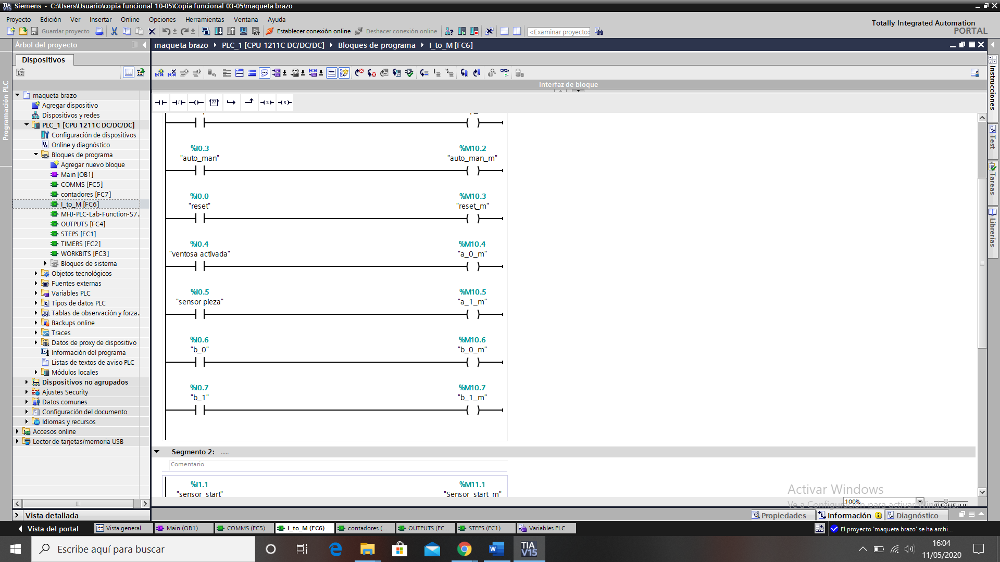 Siemens - C:\Users\Usuario\copia funcional 10-05\Copia funcional 03-05\maqueta brazo
Proyecto Edición Ver Insertar Online Opciones Herramientas Ventana Ayuda
Guardar proyecto Establecer conexión online Deshacer conexión online <Examinar proyecto>
Totally Integrated Automation
PORTAL
Árbol del proyecto
maqueta brazo PLC_1 [CPU 1211C DC/DC/DC] Bloques de programa I_to_M [FC6]
Dispositivos
Programación PLC
Interfaz de bloque
maqueta brazo
Agregar dispositivo
Dispositivos y redes
PLC_1 [CPU 1211C DC/DC/DC]
Configuración de dispositivos
Online y diagnóstico
Bloques de programa
Agregar nuevo bloque
Main [OB1]
COMMS [FC5]
contadores [FC7]
I_to_M [FC6]
MHJ-PLC-Lab-Function-S7..
OUTPUTS [FC4]
STEPS [FC1]
TIMERS [FC2]
WORKBITS [FC3]
Bloques de sistema
Objetos tecnológicos
Fuentes externas
Variables PLC
Tipos de datos PLC
Tablas de observación y forza..
Backups online
Traces
Datos de proxy de dispositivo
Información del programa
Listas de textos de aviso PLC
Módulos locales
Dispositivos no agrupados
Ajustes Security
Datos comunes
Configuración del documento
Idiomas y recursos
Accesos online
Lector de tarjetas/memoria USB
%I0.3 %M10.2
"auto_man" "auto_man_m"
%I0.0 %M10.3
"reset" "reset_m"
%I0.4 %M10.4
"ventosa activada" "a_0_m"
%I0.5 %M10.5
"sensor pieza" "a_1_m"
%I0.6 %M10.6
"b_0" "b_0_m"
%I0.7 %M10.7
"b_1" "b_1_m"
Segmento 2: .....
Comentario
%I1.1 %M11.1
"sensor_start" "Sensor_start_m"
Instrucciones
Test
Tareas
Librerías
Activar Windows
Ve a Configuración para activar Windows.
100%
Vista detallada
Propiedades Información Diagnóstico
Vista del portal Vista general Main (OB1) COMMS (FC5) I_to_M (FC6) contadores (... OUTPUTS (FC... STEPS (FC1) Variables PLC
El proyecto 'maqueta brazo' se ha archi...
Escribe aquí para buscar
TIA V15
16:04
11/05/2020